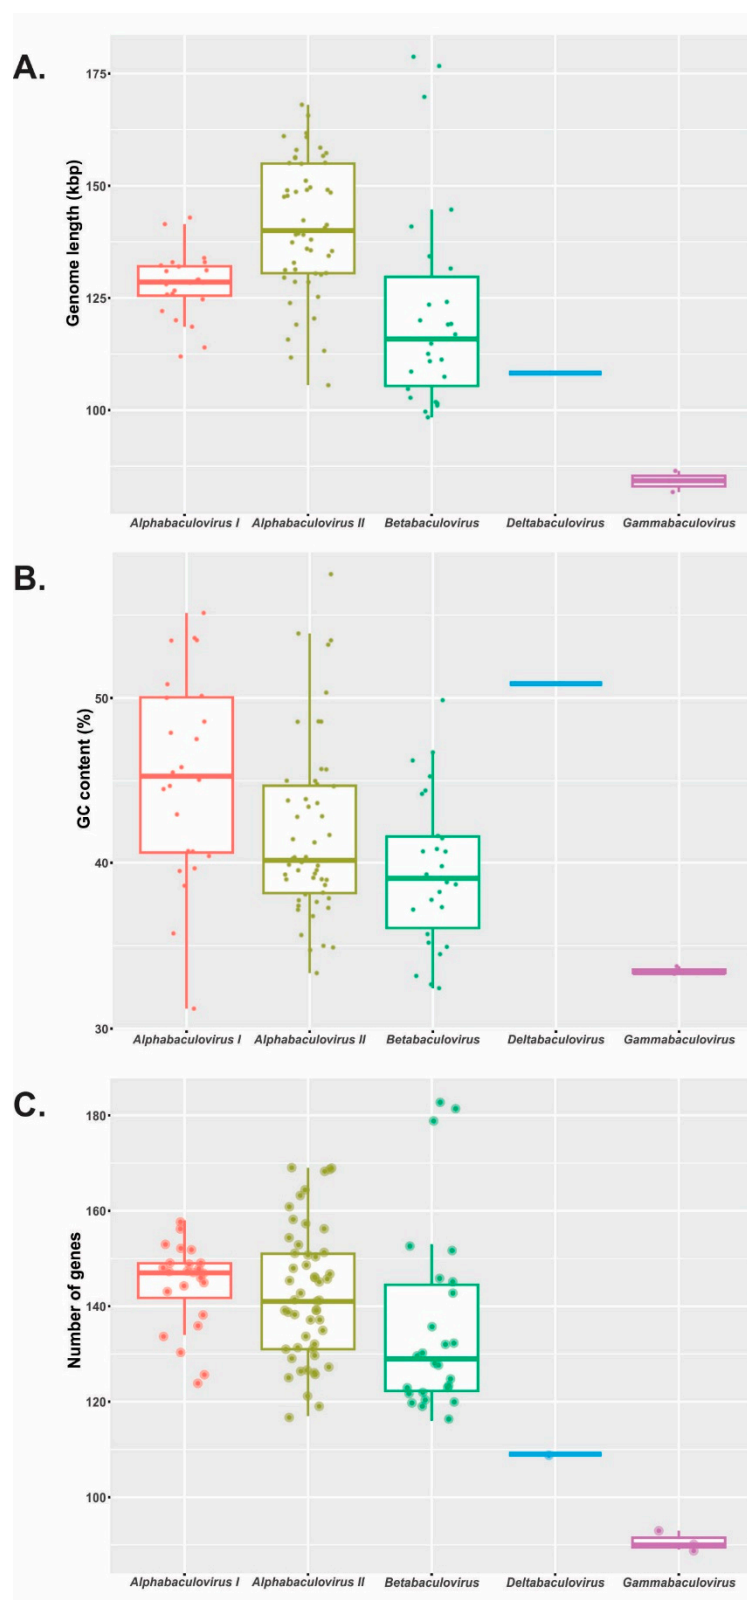 A.
Genome length (kbp)
175
150
125
100
Alphabaculovirus I Alphabaculovirus II Betabaculovirus Deltabaculovirus Gammabaculovirus
B.
GC content (%)
50
40
30
Alphabaculovirus I Alphabaculovirus II Betabaculovirus Deltabaculovirus Gammabaculovirus
C.
Number of genes
180
160
140
120
100
Alphabaculovirus I Alphabaculovirus II Betabaculovirus Deltabaculovirus Gammabaculovirus